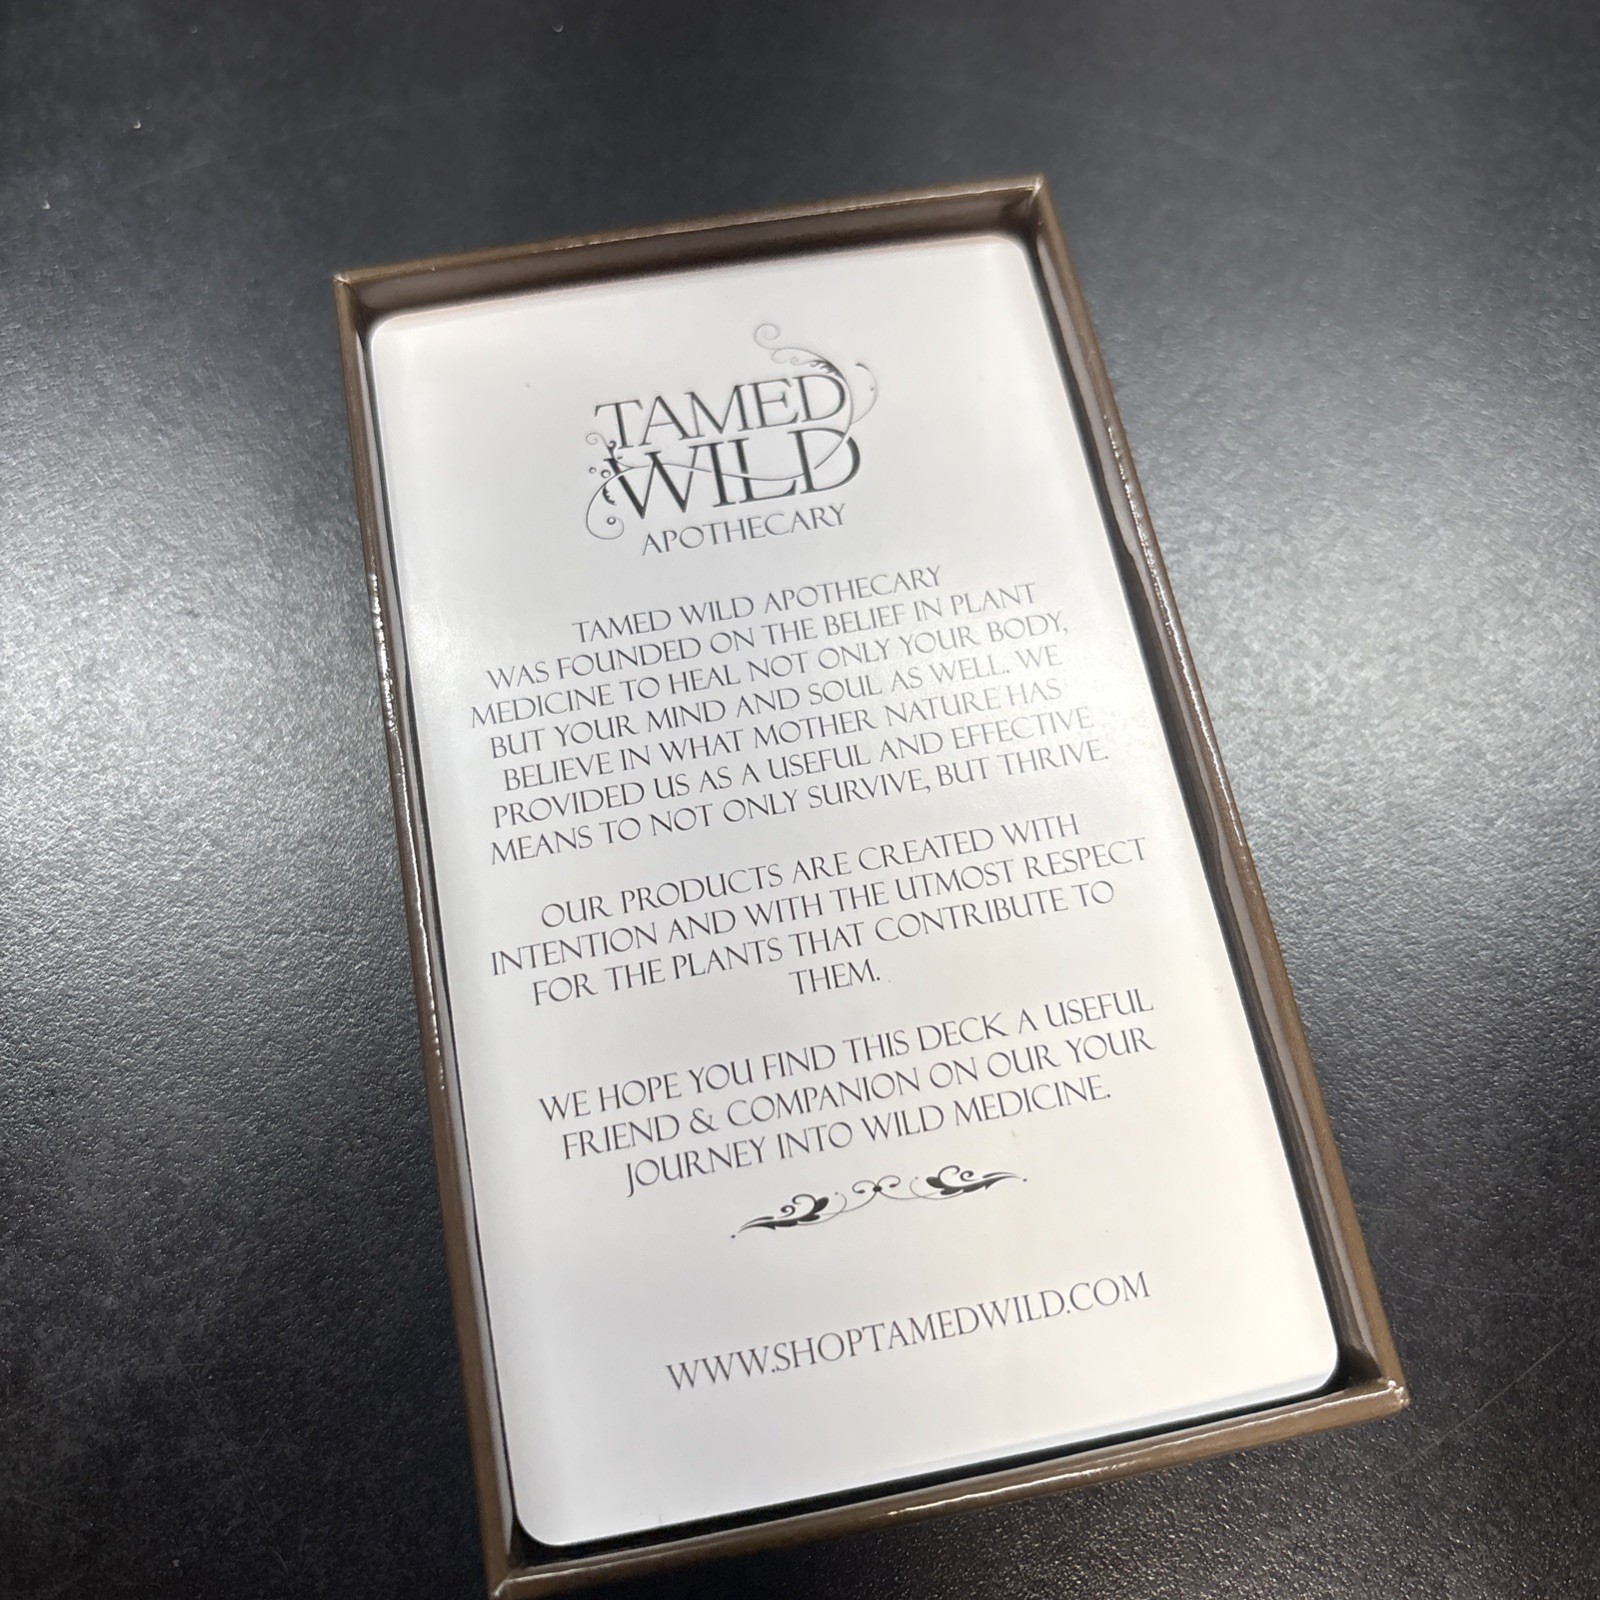 TAMED
WILD
APOTHECARY
TAMED WILD APOTHECARY
WAS FOUNDED ON THE BELIEF IN PLANT
MEDICINE TO HEAL NOT ONLY YOUR BODY,
BUT YOUR MIND AND SOUL AS WELL. WE
BELIEVE IN WHAT MOTHER NATURE HAS
PROVIDED US AS A USEFUL AND EFFECTIVE
MEANS TO NOT ONLY SURVIVE, BUT THRIVE.
OUR PRODUCTS ARE CREATED WITH
INTENTION AND WITH THE UTMOST RESPECT
FOR THE PLANTS THAT CONTRIBUTE TO
THEM.
WE HOPE YOU FIND THIS DECK A USEFUL
FRIEND & COMPANION ON OUR YOUR
JOURNEY INTO WILD MEDICINE.
WWW.SHOPTAMEDWILD.COM